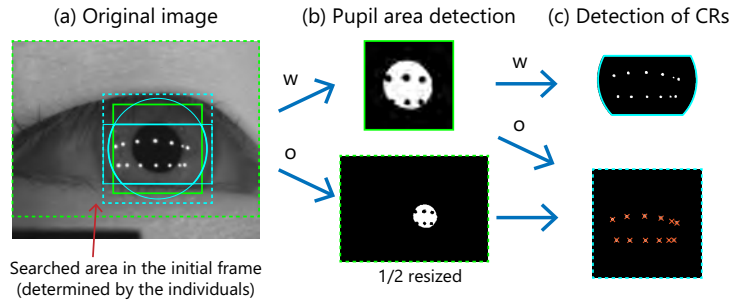 (a) Original image
(b) Pupil area detection
(c) Detection of CRs
w
w
o
o
Searched area in the initial frame
(determined by the individuals)
1/2 resized